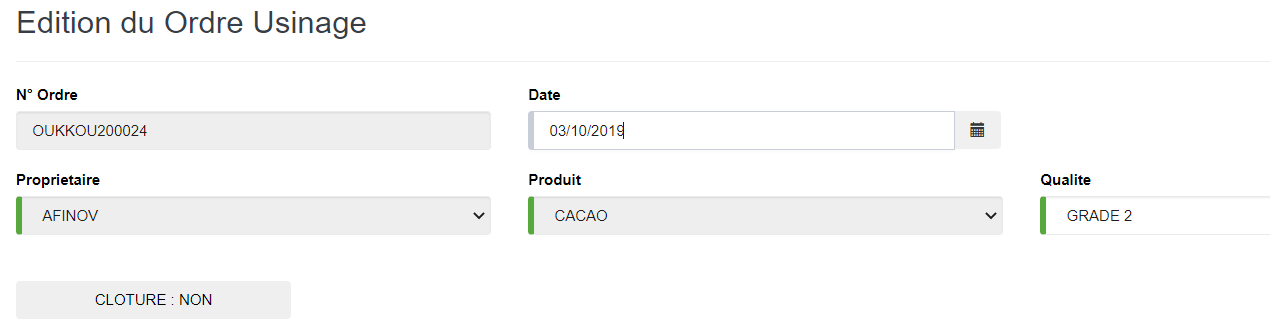 Edition du Ordre Usinage
N° Ordre
Date
OUKKOU200024
03/10/2019
Proprietaire
Produit
Qualite
AFINOV
CACAO
GRADE 2
CLOTURE : NON